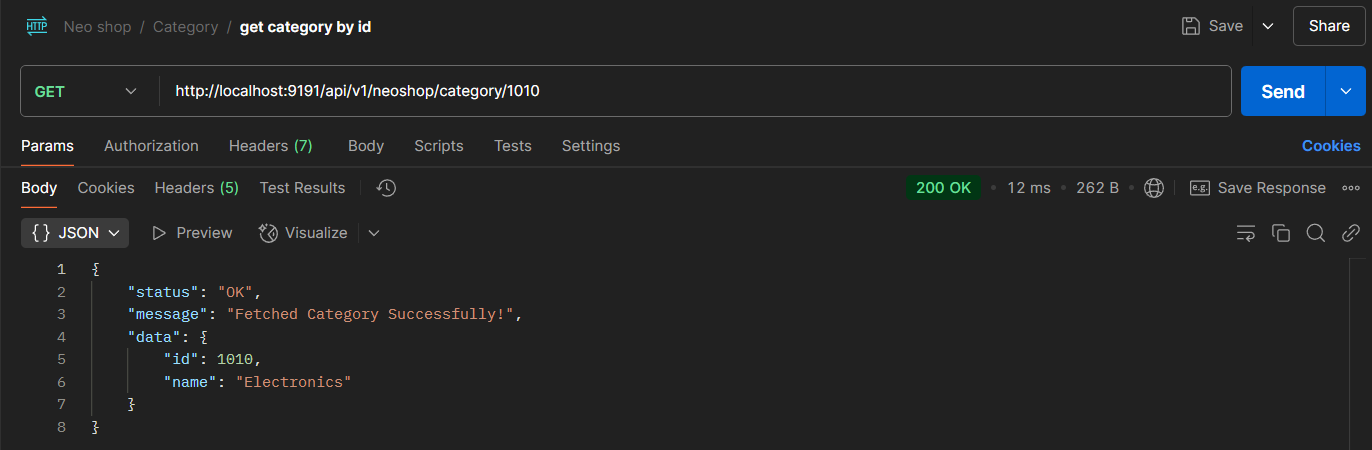 HTTP Neo shop / Category / get category by id Save Share
GET http://localhost:9191/api/v1/neoshop/category/1010 Send
Params Authorization Headers (7) Body Scripts Tests Settings Cookies
Body Cookies Headers (5) Test Results 200 OK • 12 ms • 262 B • e.g. Save Response
{} JSON Preview Visualize
1 {
2 "status": "OK",
3 "message": "Fetched Category Successfully!",
4 "data": {
5 "id": 1010,
6 "name": "Electronics"
7 }
8 }